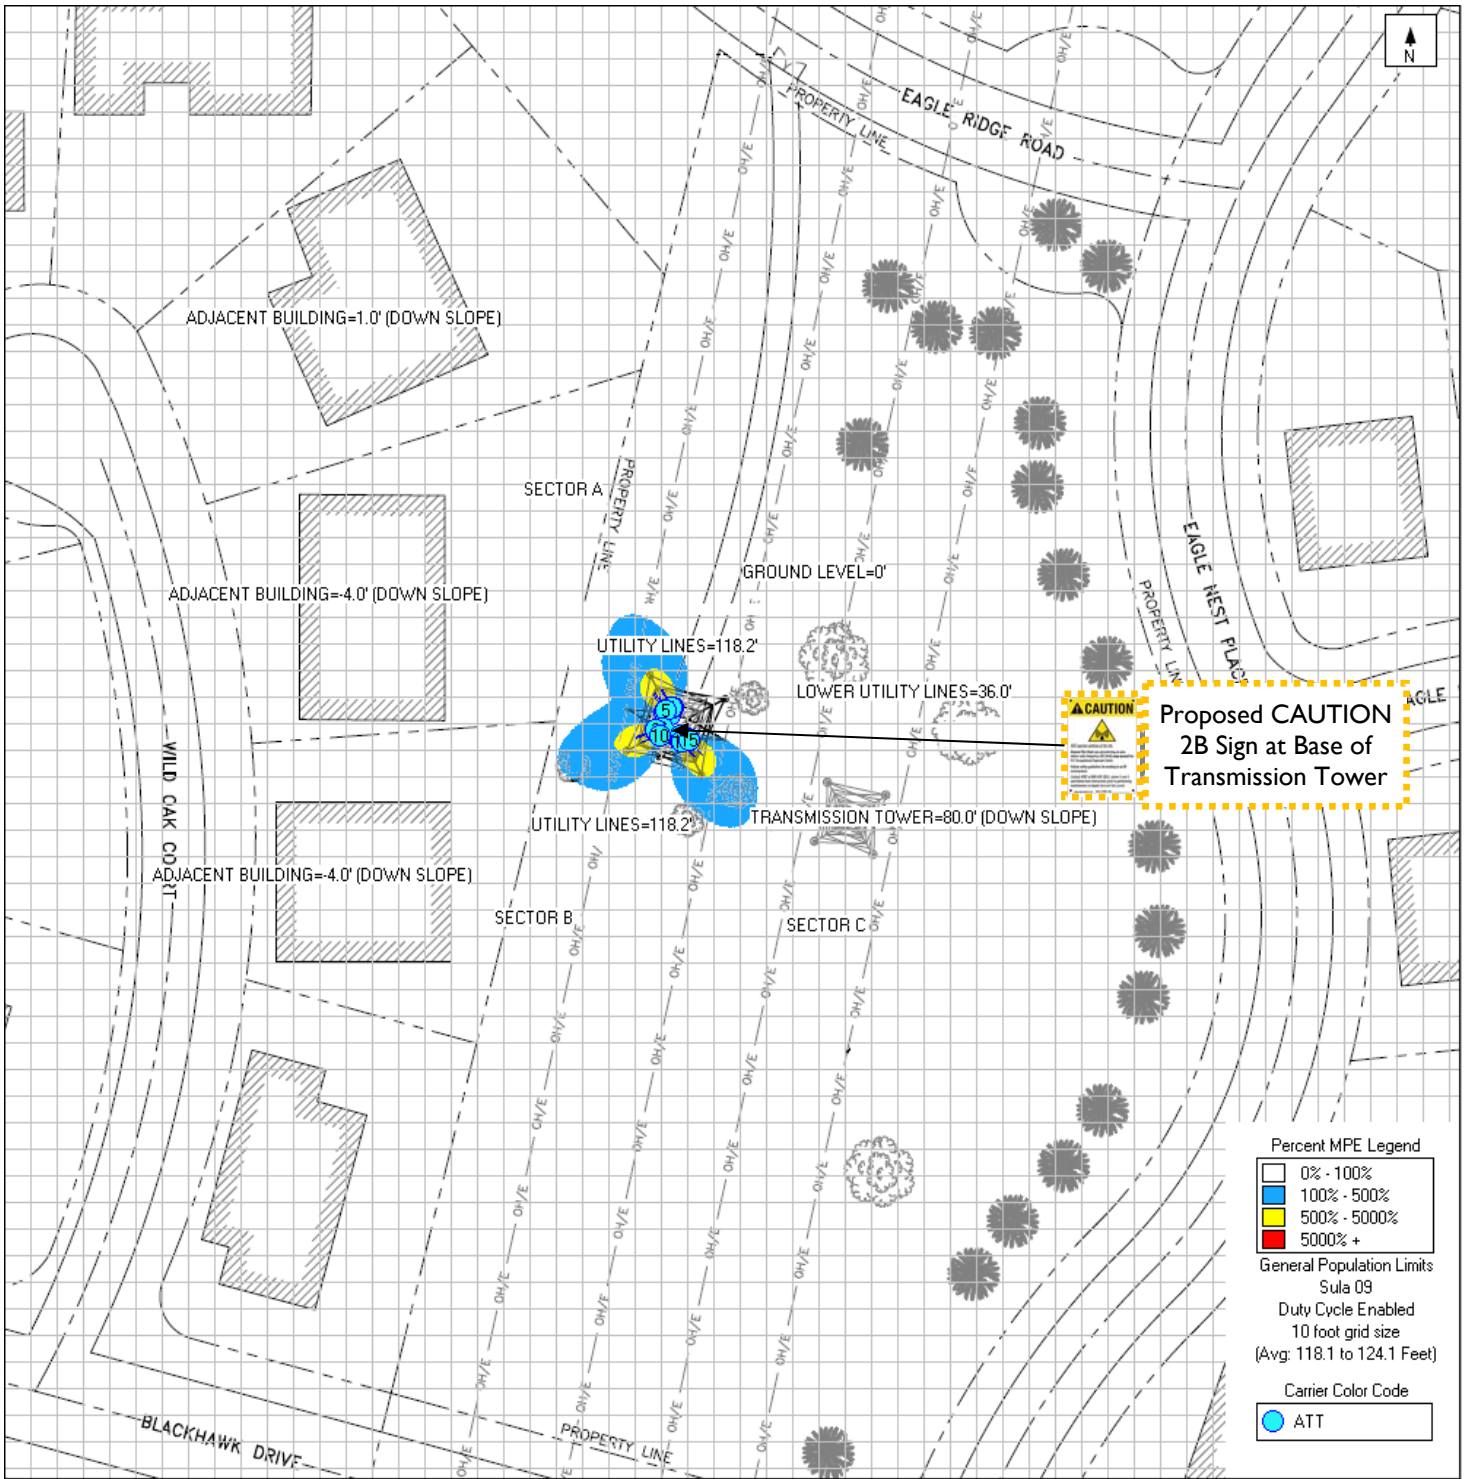 N
EAGLE RIDGE ROAD
PROPERTY LINE
OH/E
ADJACENT BUILDING=1.0' (DOWN SLOPE)
SECTOR A
PROPERTY LINE
GROUND LEVEL=0'
ADJACENT BUILDING=-4.0' (DOWN SLOPE)
EAGLE NEST PLACE
PROPERTY LINE
UTILITY LINES=118.2'
LOWER UTILITY LINES=36.0'
EAGLE
5
10
15
CAUTION
Proposed CAUTION
2B Sign at Base of
Transmission Tower
WILD OAK COURT
UTILITY LINES=118.2'
TRANSMISSION TOWER=80.0' (DOWN SLOPE)
ADJACENT BUILDING=-4.0' (DOWN SLOPE)
SECTOR B
SECTOR C
BLACKHAWK DRIVE
PROPERTY LINE
Percent MPE Legend
0% - 100%
100% - 500%
500% - 5000%
5000% +
General Population Limits
Sula 09
Duty Cycle Enabled
10 foot grid size
(Avg: 118.1 to 124.1 Feet)
Carrier Color Code
ATT